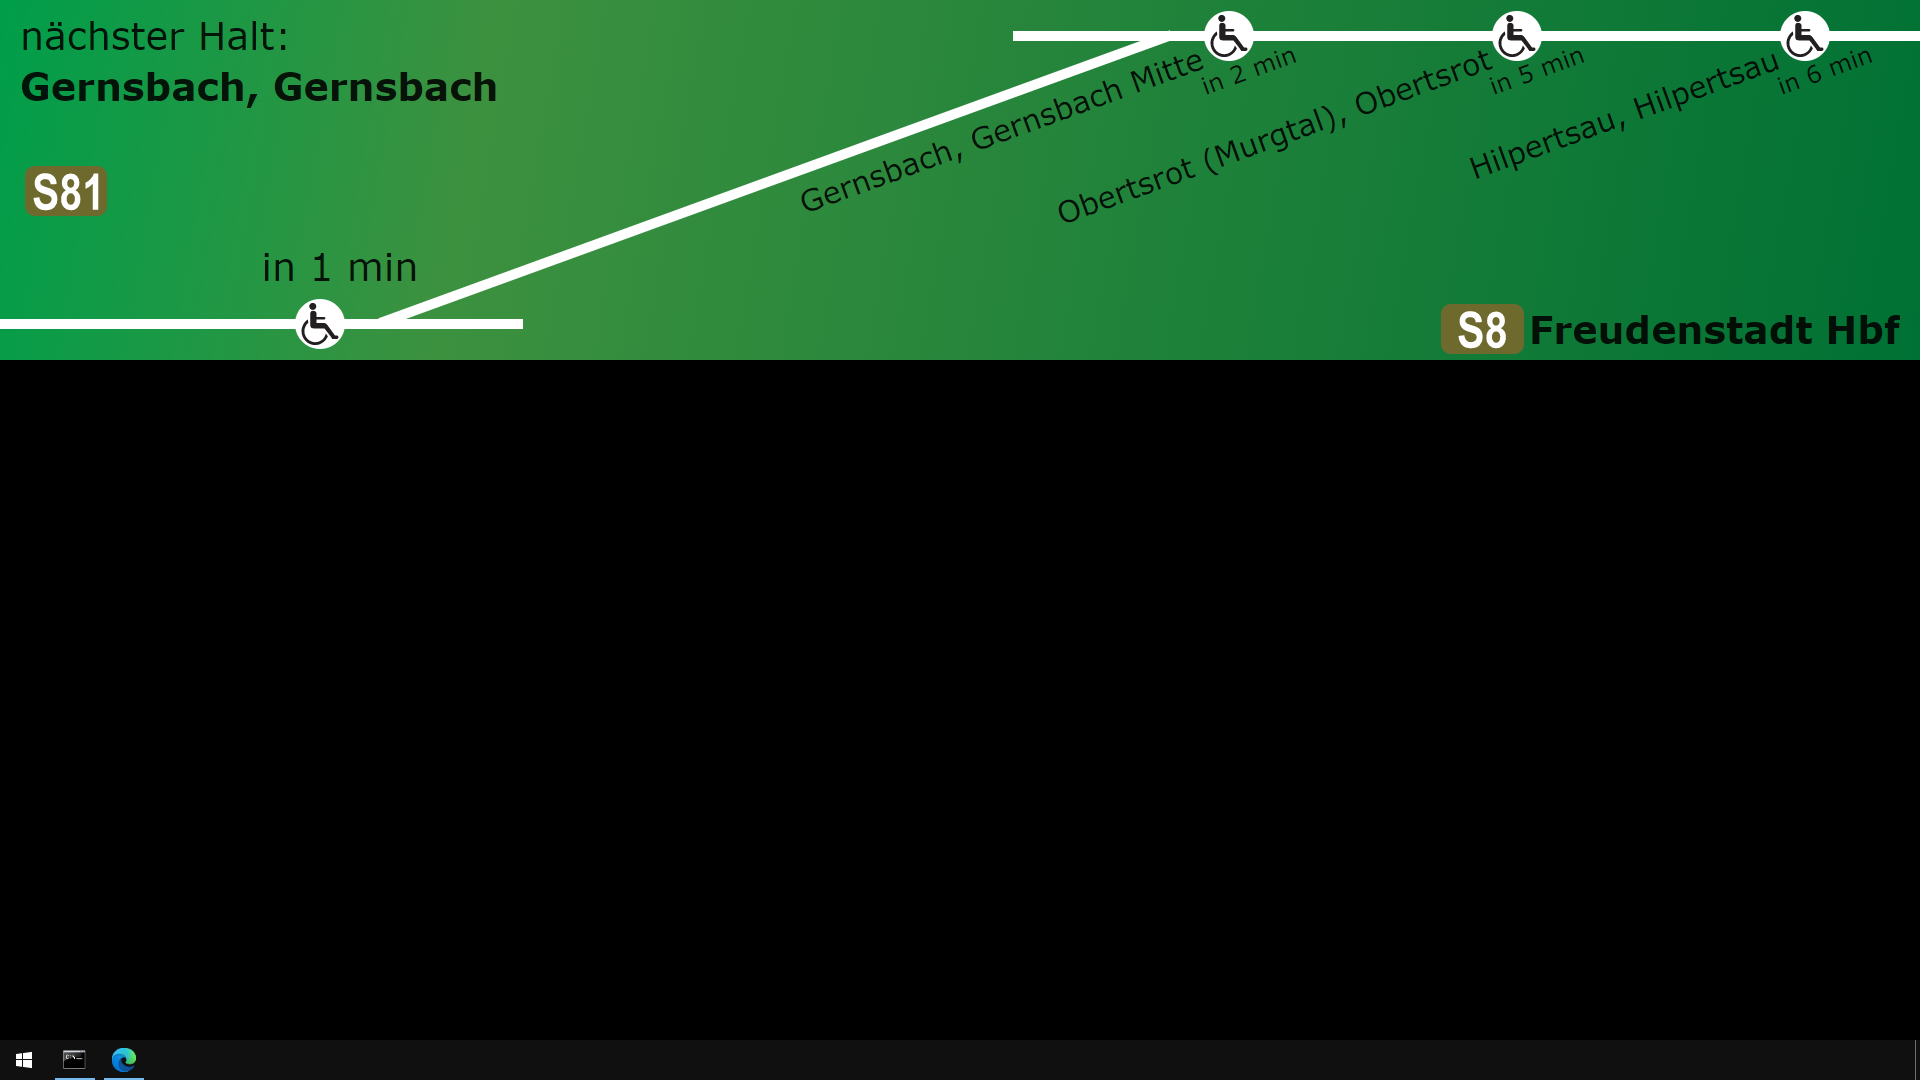 nächster Halt:
Gernsbach, Gernsbach
S81
in 1 min
Gernsbach, Gernsbach Mitte
in 2 min
Obertsrot (Murgtal), Obertsrot
in 5 min
Hilpertsau, Hilpertsau
in 6 min
S8 Freudenstadt Hbf